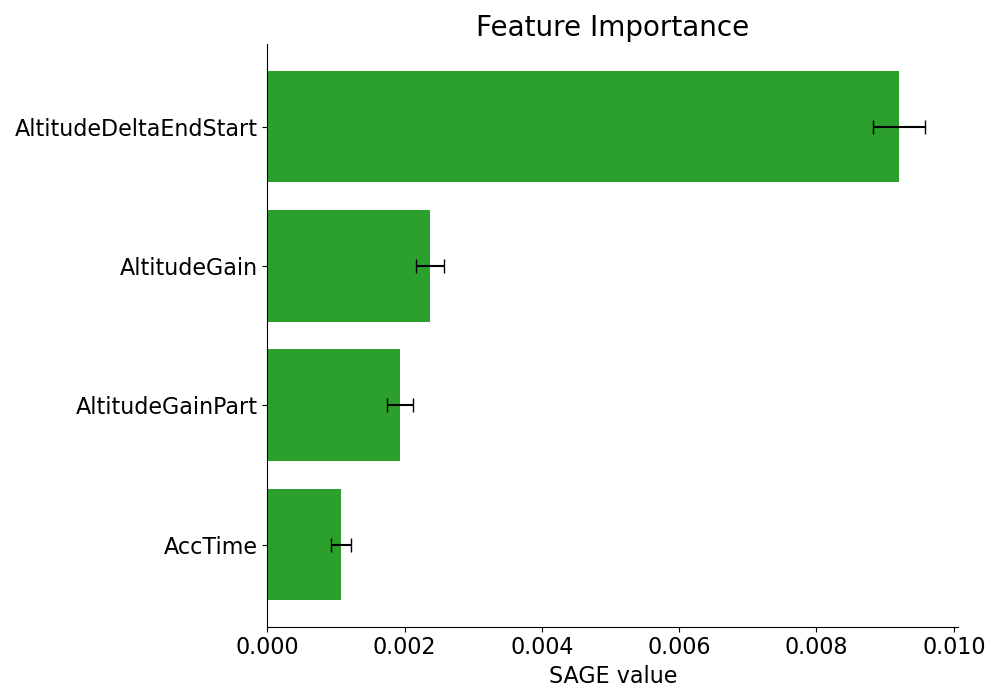 Feature Importance
AltitudeDeltaEndStart
AltitudeGain
AltitudeGainPart
AccTime
0.000 0.002 0.004 0.006 0.008 0.010
SAGE value